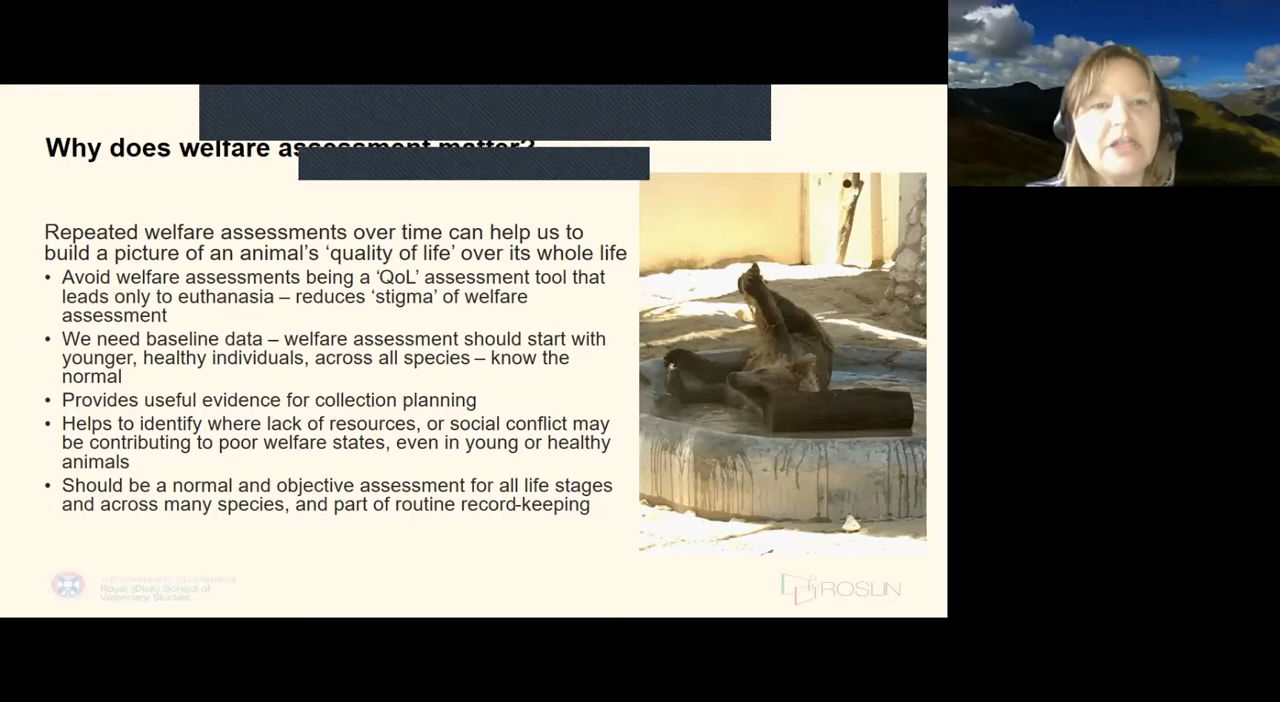 Why does welfare assessment matter?
Repeated welfare assessments over time can help us to
build a picture of an animal's ‘quality of life’ over its whole life
• Avoid welfare assessments being a ‘QoL’ assessment tool that
leads only to euthanasia – reduces ‘stigma’ of welfare
assessment
• We need baseline data – welfare assessment should start with
younger, healthy individuals, across all species – know the
normal
• Provides useful evidence for collection planning
• Helps to identify where lack of resources, or social conflict may
be contributing to poor welfare states, even in young or healthy
animals
• Should be a normal and objective assessment for all life stages
and across many species, and part of routine record-keeping
Royal (Dick) School of
Veterinary Studies
ROSLIN